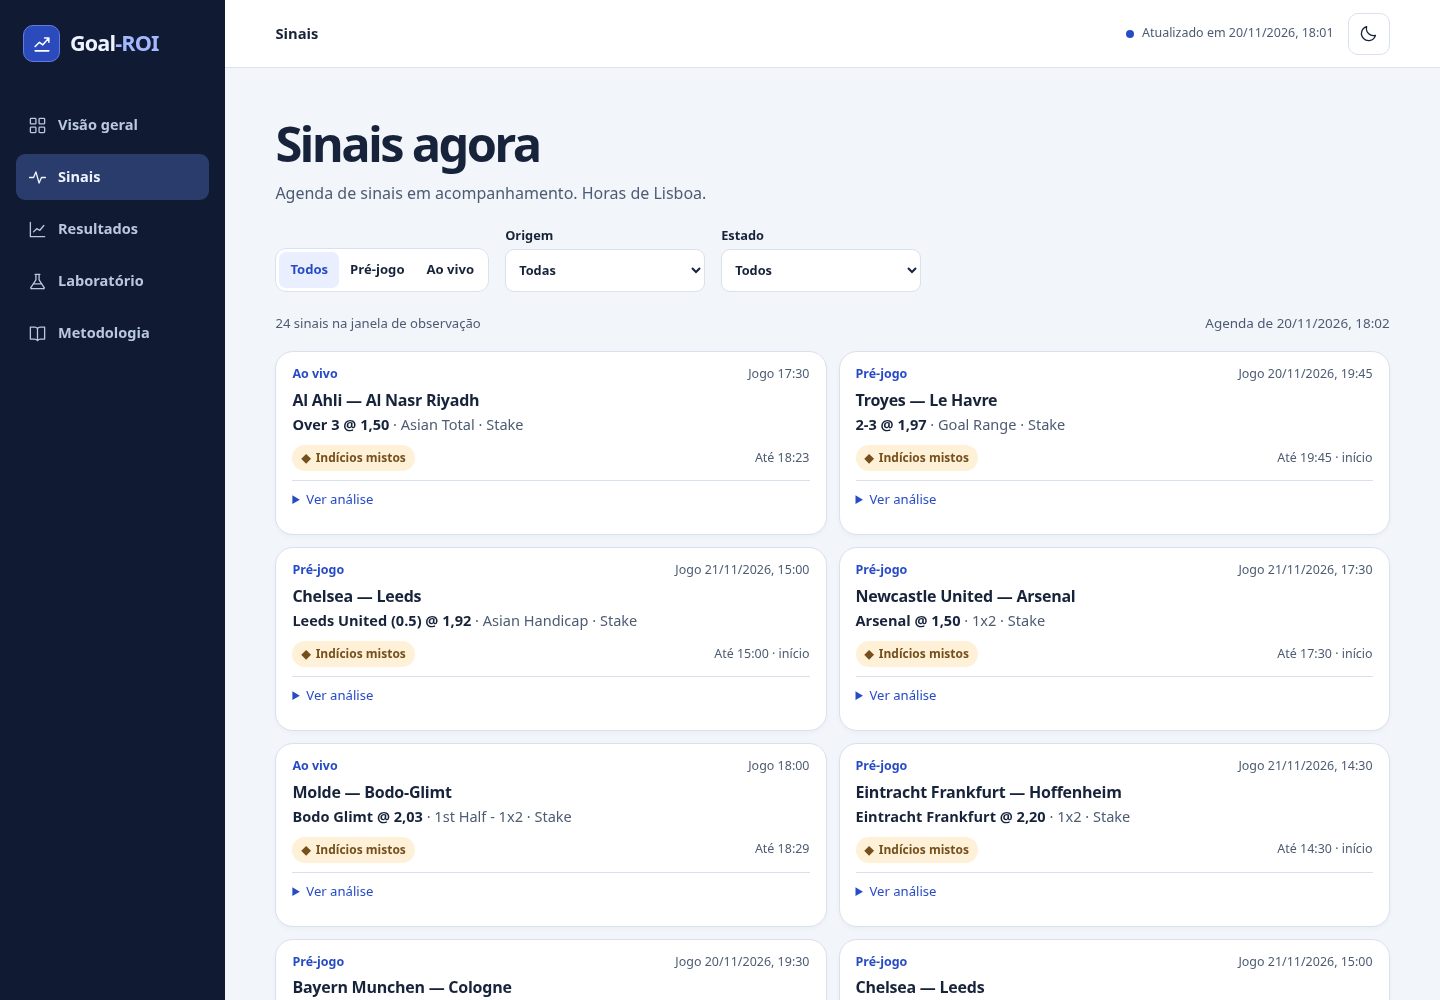 Goal-ROI
Visão geral
Sinais
Resultados
Laboratório
Metodologia
Sinais
Atualizado em 20/11/2026, 18:01
Sinais agora
Agenda de sinais em acompanhamento. Horas de Lisboa.
Todos Pré-jogo Ao vivo
Origem
Todas
Estado
Todos
24 sinais na janela de observação
Agenda de 20/11/2026, 18:02
Ao vivo Jogo 17:30
Al Ahli — Al Nasr Riyadh
Over 3 @ 1,50 · Asian Total · Stake
◆ Indícios mistos Até 18:23
▶ Ver análise
Pré-jogo Jogo 20/11/2026, 19:45
Troyes — Le Havre
2-3 @ 1,97 · Goal Range · Stake
◆ Indícios mistos Até 19:45 · início
▶ Ver análise
Pré-jogo Jogo 21/11/2026, 15:00
Chelsea — Leeds
Leeds United (0.5) @ 1,92 · Asian Handicap · Stake
◆ Indícios mistos Até 15:00 · início
▶ Ver análise
Pré-jogo Jogo 21/11/2026, 17:30
Newcastle United — Arsenal
Arsenal @ 1,50 · 1x2 · Stake
◆ Indícios mistos Até 17:30 · início
▶ Ver análise
Ao vivo Jogo 18:00
Molde — Bodo-Glimt
Bodo Glimt @ 2,03 · 1st Half - 1x2 · Stake
◆ Indícios mistos Até 18:29
▶ Ver análise
Pré-jogo Jogo 21/11/2026, 14:30
Eintracht Frankfurt — Hoffenheim
Eintracht Frankfurt @ 2,20 · 1x2 · Stake
◆ Indícios mistos Até 14:30 · início
▶ Ver análise
Pré-jogo Jogo 20/11/2026, 19:30
Bayern Munchen — Cologne
Pré-jogo Jogo 21/11/2026, 15:00
Chelsea — Leeds